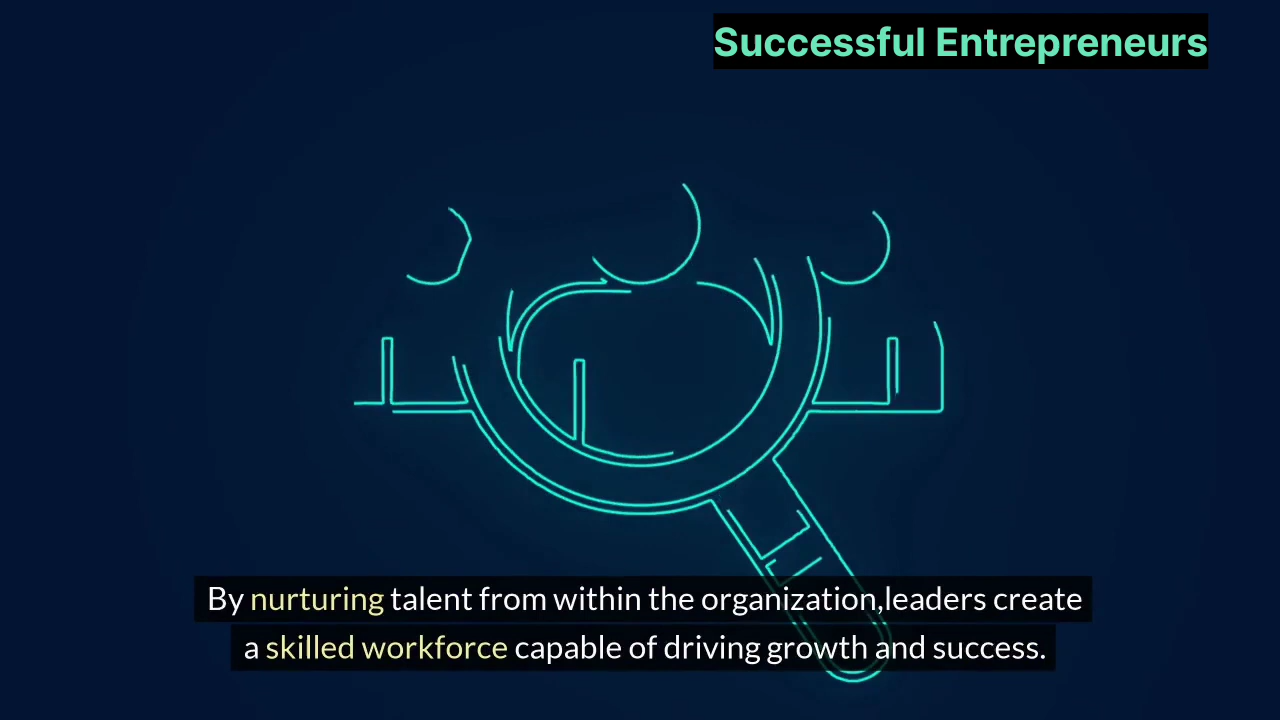 Successful Entrepreneurs
By nurturing talent from within the organization,leaders create
a skilled workforce capable of driving growth and success.